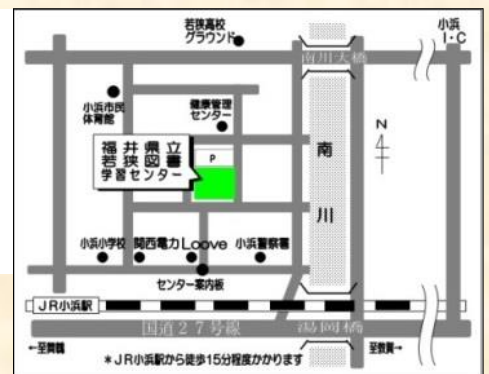 若狭高校
グラウンド
小浜
I・C
南川大橋
小浜市民
体育館
健康管理
センター
N
福井県立
若狭図書
学習センター
P
南
川
小浜小学校
関西電力
Loove
小浜警察署
センター案内板
JR小浜駅
国道27号線
湯岡橋
←至舞鶴
＊JR小浜駅から徒歩15分程度かかります
至敦賀→